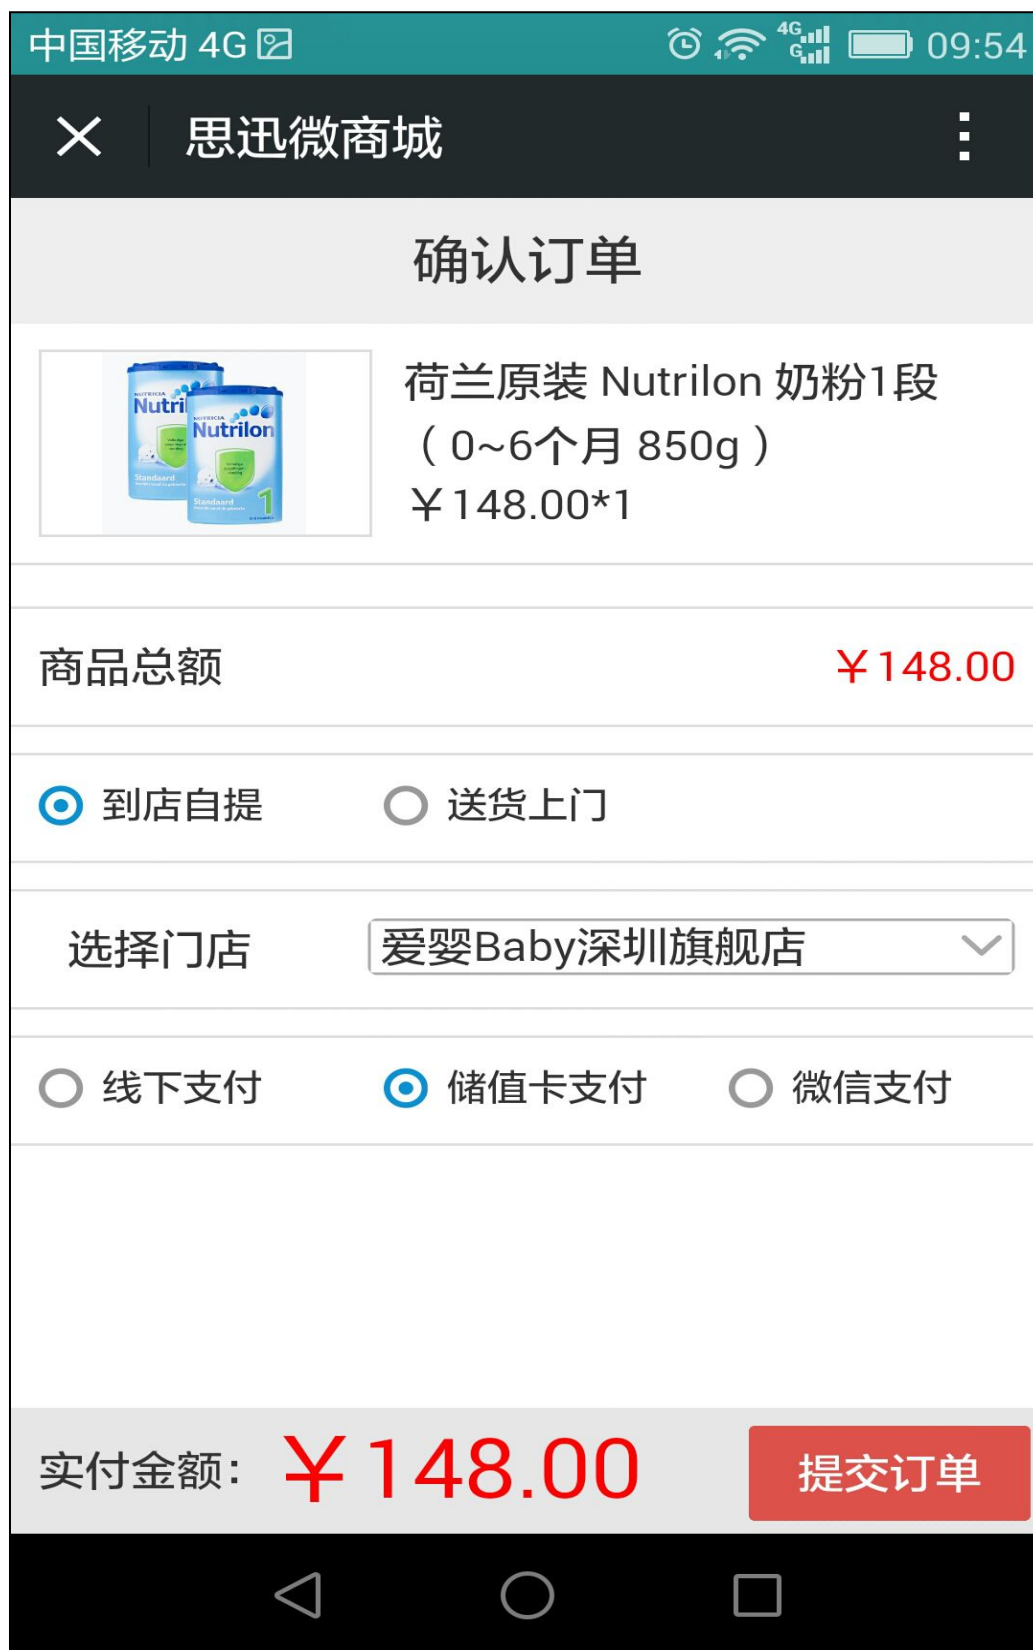 中国移动 4G 09:54
4G
G
思迅微商城
确认订单
荷兰原装 Nutrilon 奶粉1段
（ 0~6个月 850g ）
￥148.00*1
NUTRICIA
Nutri
NUTRICIA
Nutrilon
Standaard
Standaard
1
商品总额 ￥148.00
到店自提 送货上门
选择门店 爱婴Baby深圳旗舰店
线下支付 储值卡支付 微信支付
实付金额: ￥148.00 提交订单